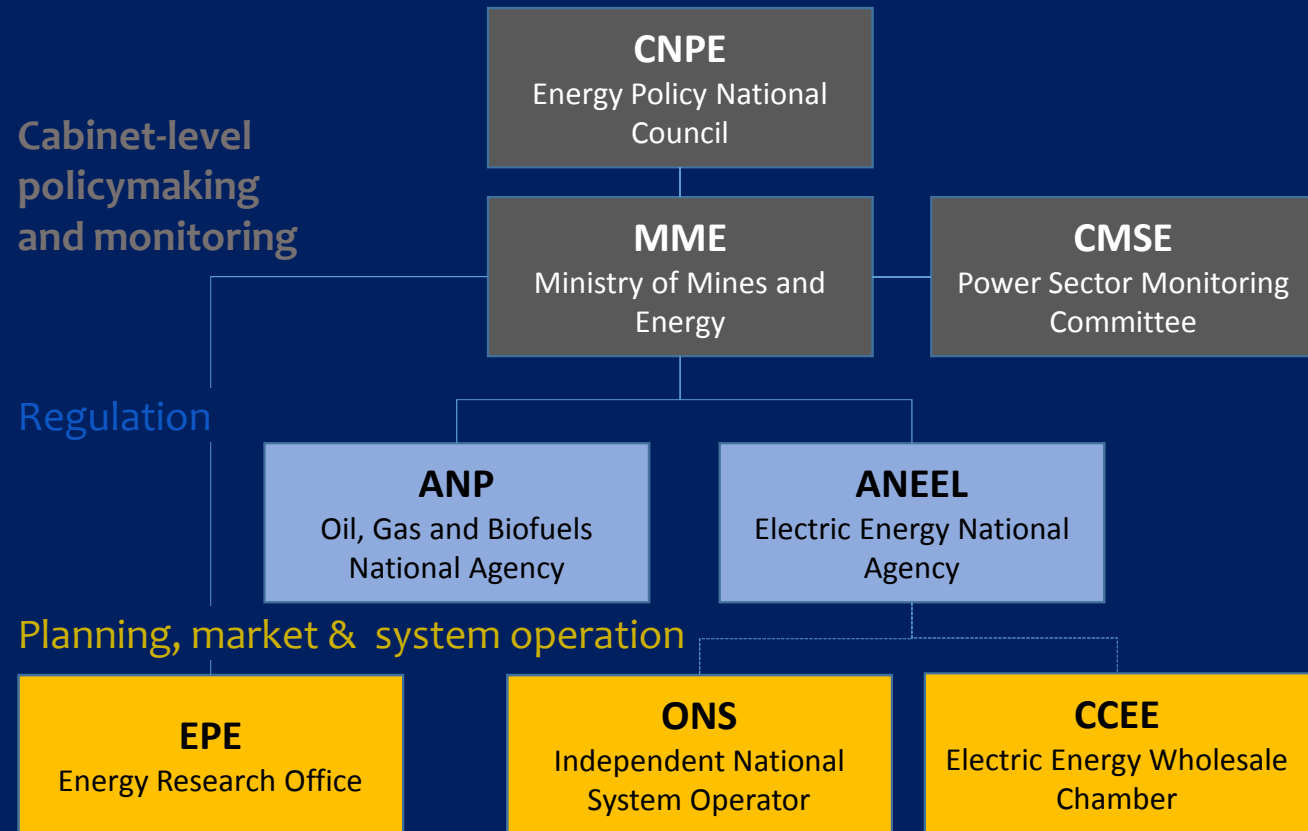 CNPE
Energy Policy National
Council
Cabinet-level
policymaking
and monitoring
MME
Ministry of Mines and
Energy
CMSE
Power Sector Monitoring
Committee
Regulation
ANP
Oil, Gas and Biofuels
National Agency
ANEEL
Electric Energy National
Agency
Planning, market &  system operation
EPE
Energy Research Office
ONS
Independent National
System Operator
CCEE
Electric Energy Wholesale
Chamber